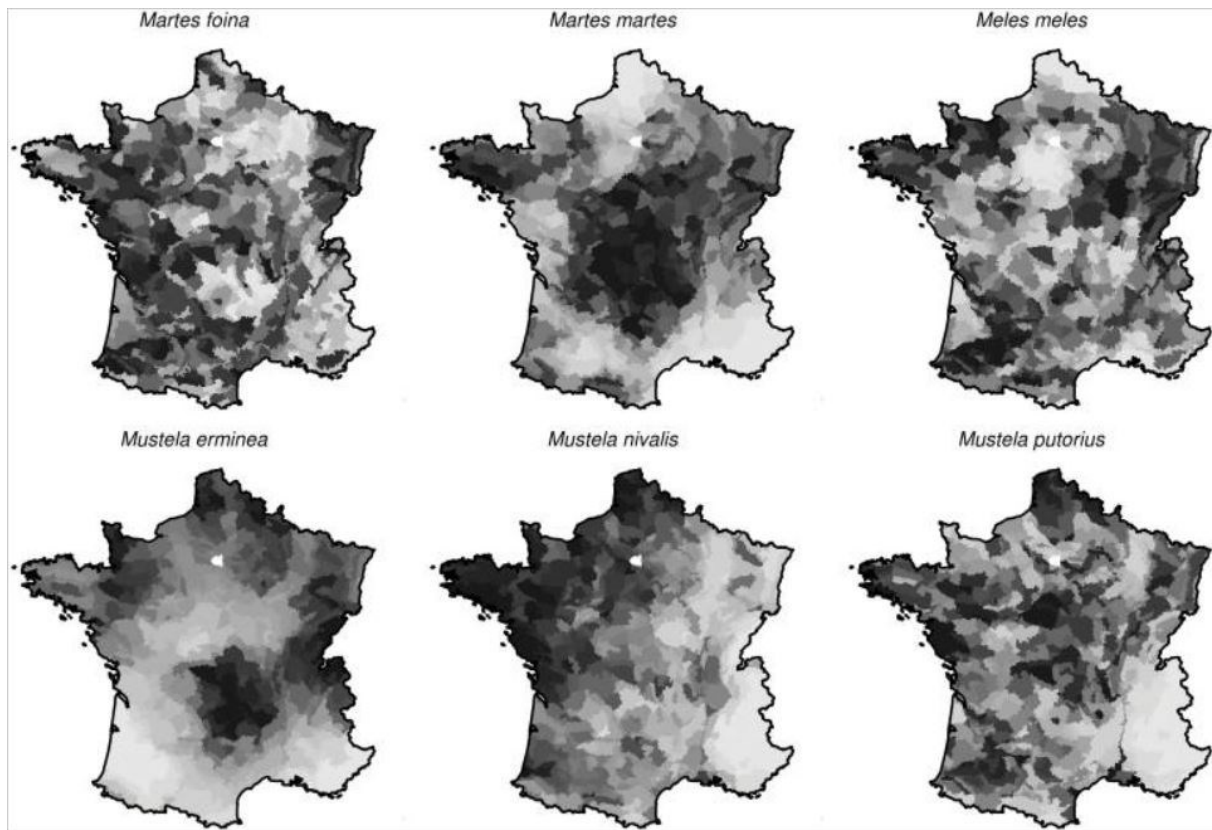 Martes foina
Martes martes
Meles meles
Mustela erminea
Mustela nivalis
Mustela putorius